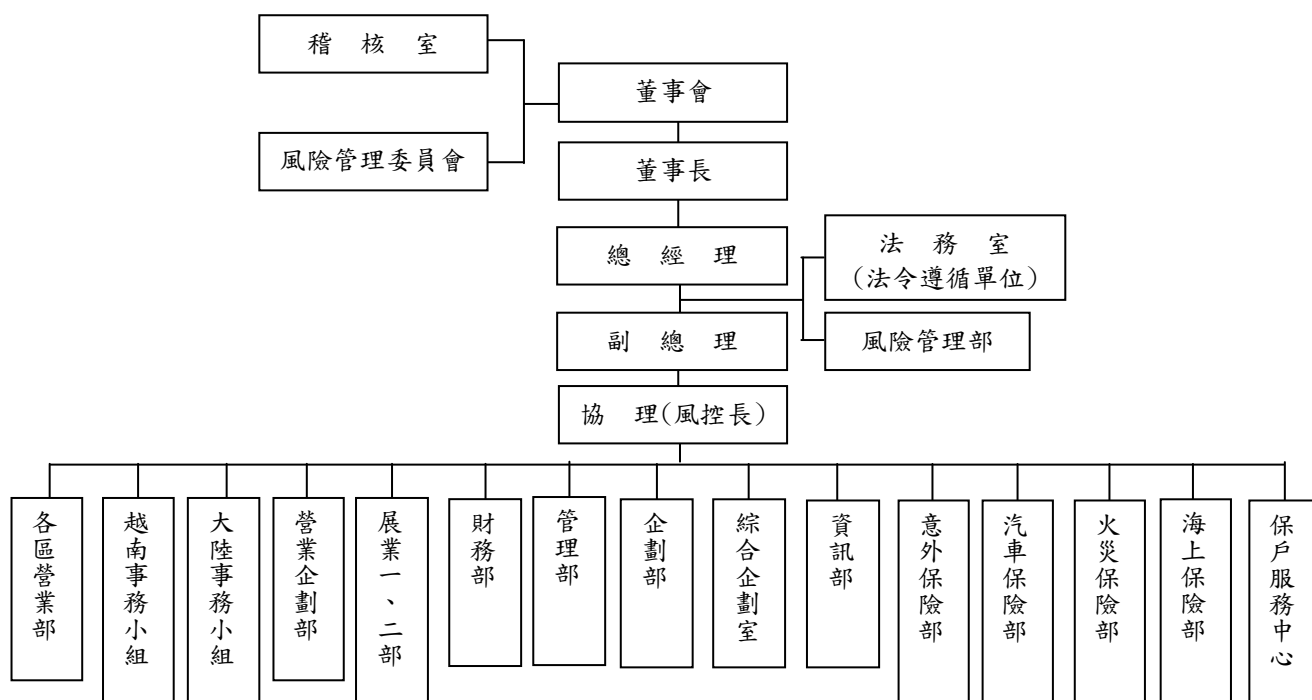 稽 核 室
董事會
風險管理委員會
董事長
總 經 理
法 務 室
(法令遵循單位)
副 總 理
風險管理部
協 理(風控長)
各區營業部
越南事務小組
大陸事務小組
營業企劃部
展業一、二部
財務部
管理部
企劃部
綜合企劃室
資訊部
意外保險部
汽車保險部
火災保險部
海上保險部
保戶服務中心